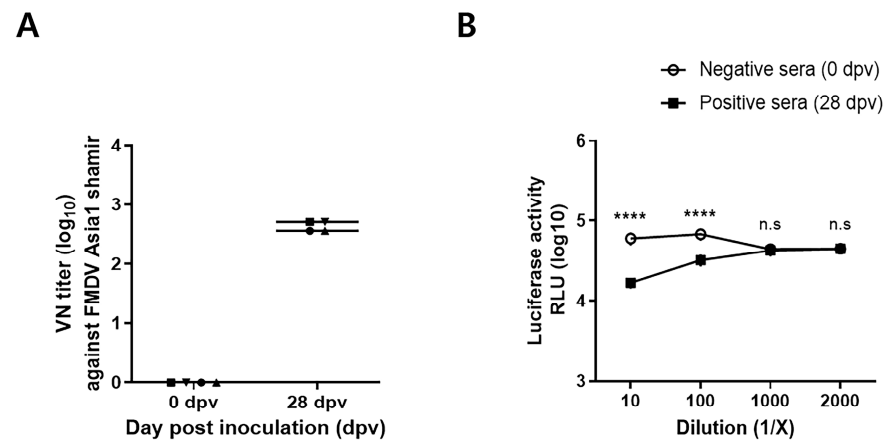 A
VN titer (log10)
against FMDV Asia1 shamir
4
3
2
1
0
0 dpv
28 dpv
Day post inoculation (dpv)
B
Negative sera (0 dpv)
Positive sera (28 dpv)
Luciferase activity
RLU (log10)
6
5
4
3
****
****
n.s
n.s
10
100
1000
2000
Dilution (1/X)